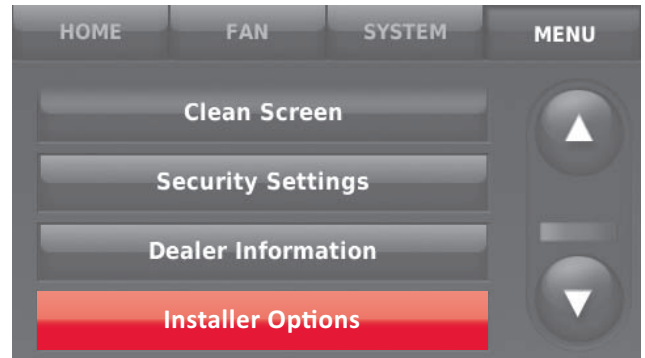 HOME FAN SYSTEM MENU
Clean Screen
Security Settings
Dealer Information
Installer Options